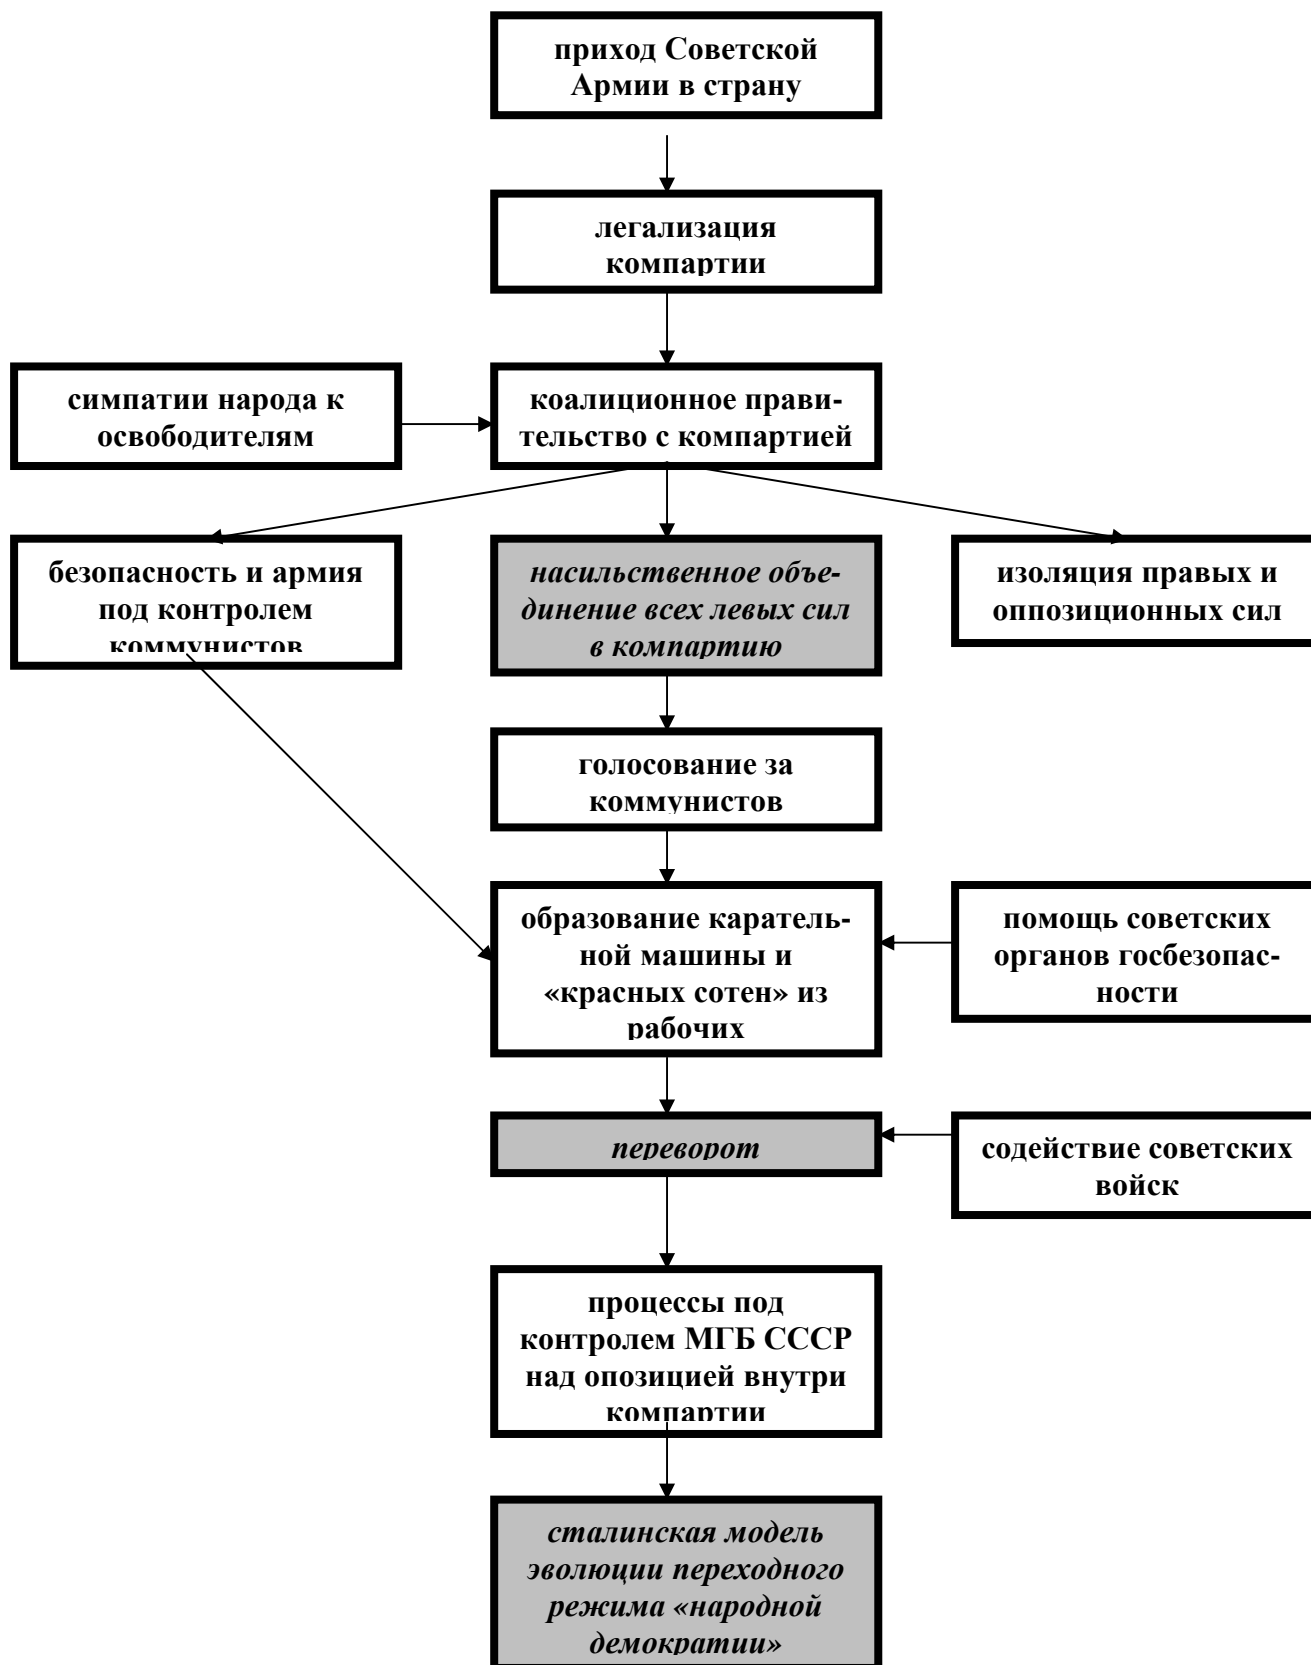 приход Советской
Армии в страну
легализация
компартии
симпатии народа к
освободителям
коалиционное прави-
тельство с компартией
безопасность и армия
под контролем
коммунистов
насильственное объе-
динение всех левых сил
в компартию
изоляция правых и
оппозиционных сил
голосование за
коммунистов
образование каратель-
ной машины и
«красных сотен» из
рабочих
помощь советских
органов госбезопас-
ности
переворот
содействие советских
войск
процессы под
контролем МГБ СССР
над опозицией внутри
компартии
сталинская модель
эволюции переходного
режима «народной
демократии»